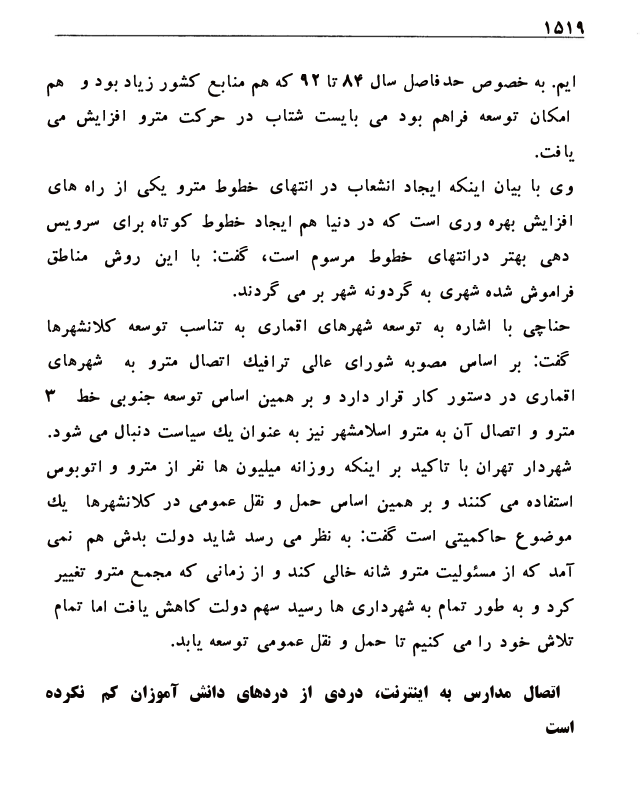 ۱۵۱۹
ایم. به خصوص حدفاصل سال ۸۴ تا ۹۲ که هم منابع کشور زیاد بود و هم
امکان توسعه فراهم بود می بایست شتاب در حرکت مترو افزایش می
یافت.
وی با بیان اینکه ایجاد انشعاب در انتهای خطوط مترو یکی از راه های
افزایش بهره وری است که در دنیا هم ایجاد خطوط کوتاه برای سرویس
دهی بهتر درانتهای خطوط مرسوم است، گفت: با این روش مناطق
فراموش شده شهری به گردونه شهر بر می گردند.
حناچی با اشاره به توسعه شهرهای اقماری به تناسب توسعه کلانشهرها
گفت: بر اساس مصوبه شورای عالی ترافیك اتصال مترو به شهرهای
اقماری در دستور کار قرار دارد و بر همین اساس توسعه جنوبی خط ۳
مترو و اتصال آن به مترو اسلامشهر نیز به عنوان یك سیاست دنبال می شود.
شهردار تهران با تاکید بر اینکه روزانه میلیون ها نفر از مترو و اتوبوس
استفاده می کنند و بر همین اساس حمل و نقل عمومی در کلانشهرها یك
موضوع حاکمیتی است گفت: به نظر می رسد شاید دولت بدش هم نمی
آمد که از مسئولیت مترو شانه خالی کند و از زمانی که مجمع مترو تغییر
کرد و به طور تمام به شهرداری ها رسید سهم دولت کاهش یافت اما تمام
تلاش خود را می کنیم تا حمل و نقل عمومی توسعه یابد.
اتصال مدارس به اینترنت، دردی از دردهای دانش آموزان کم نکرده
است